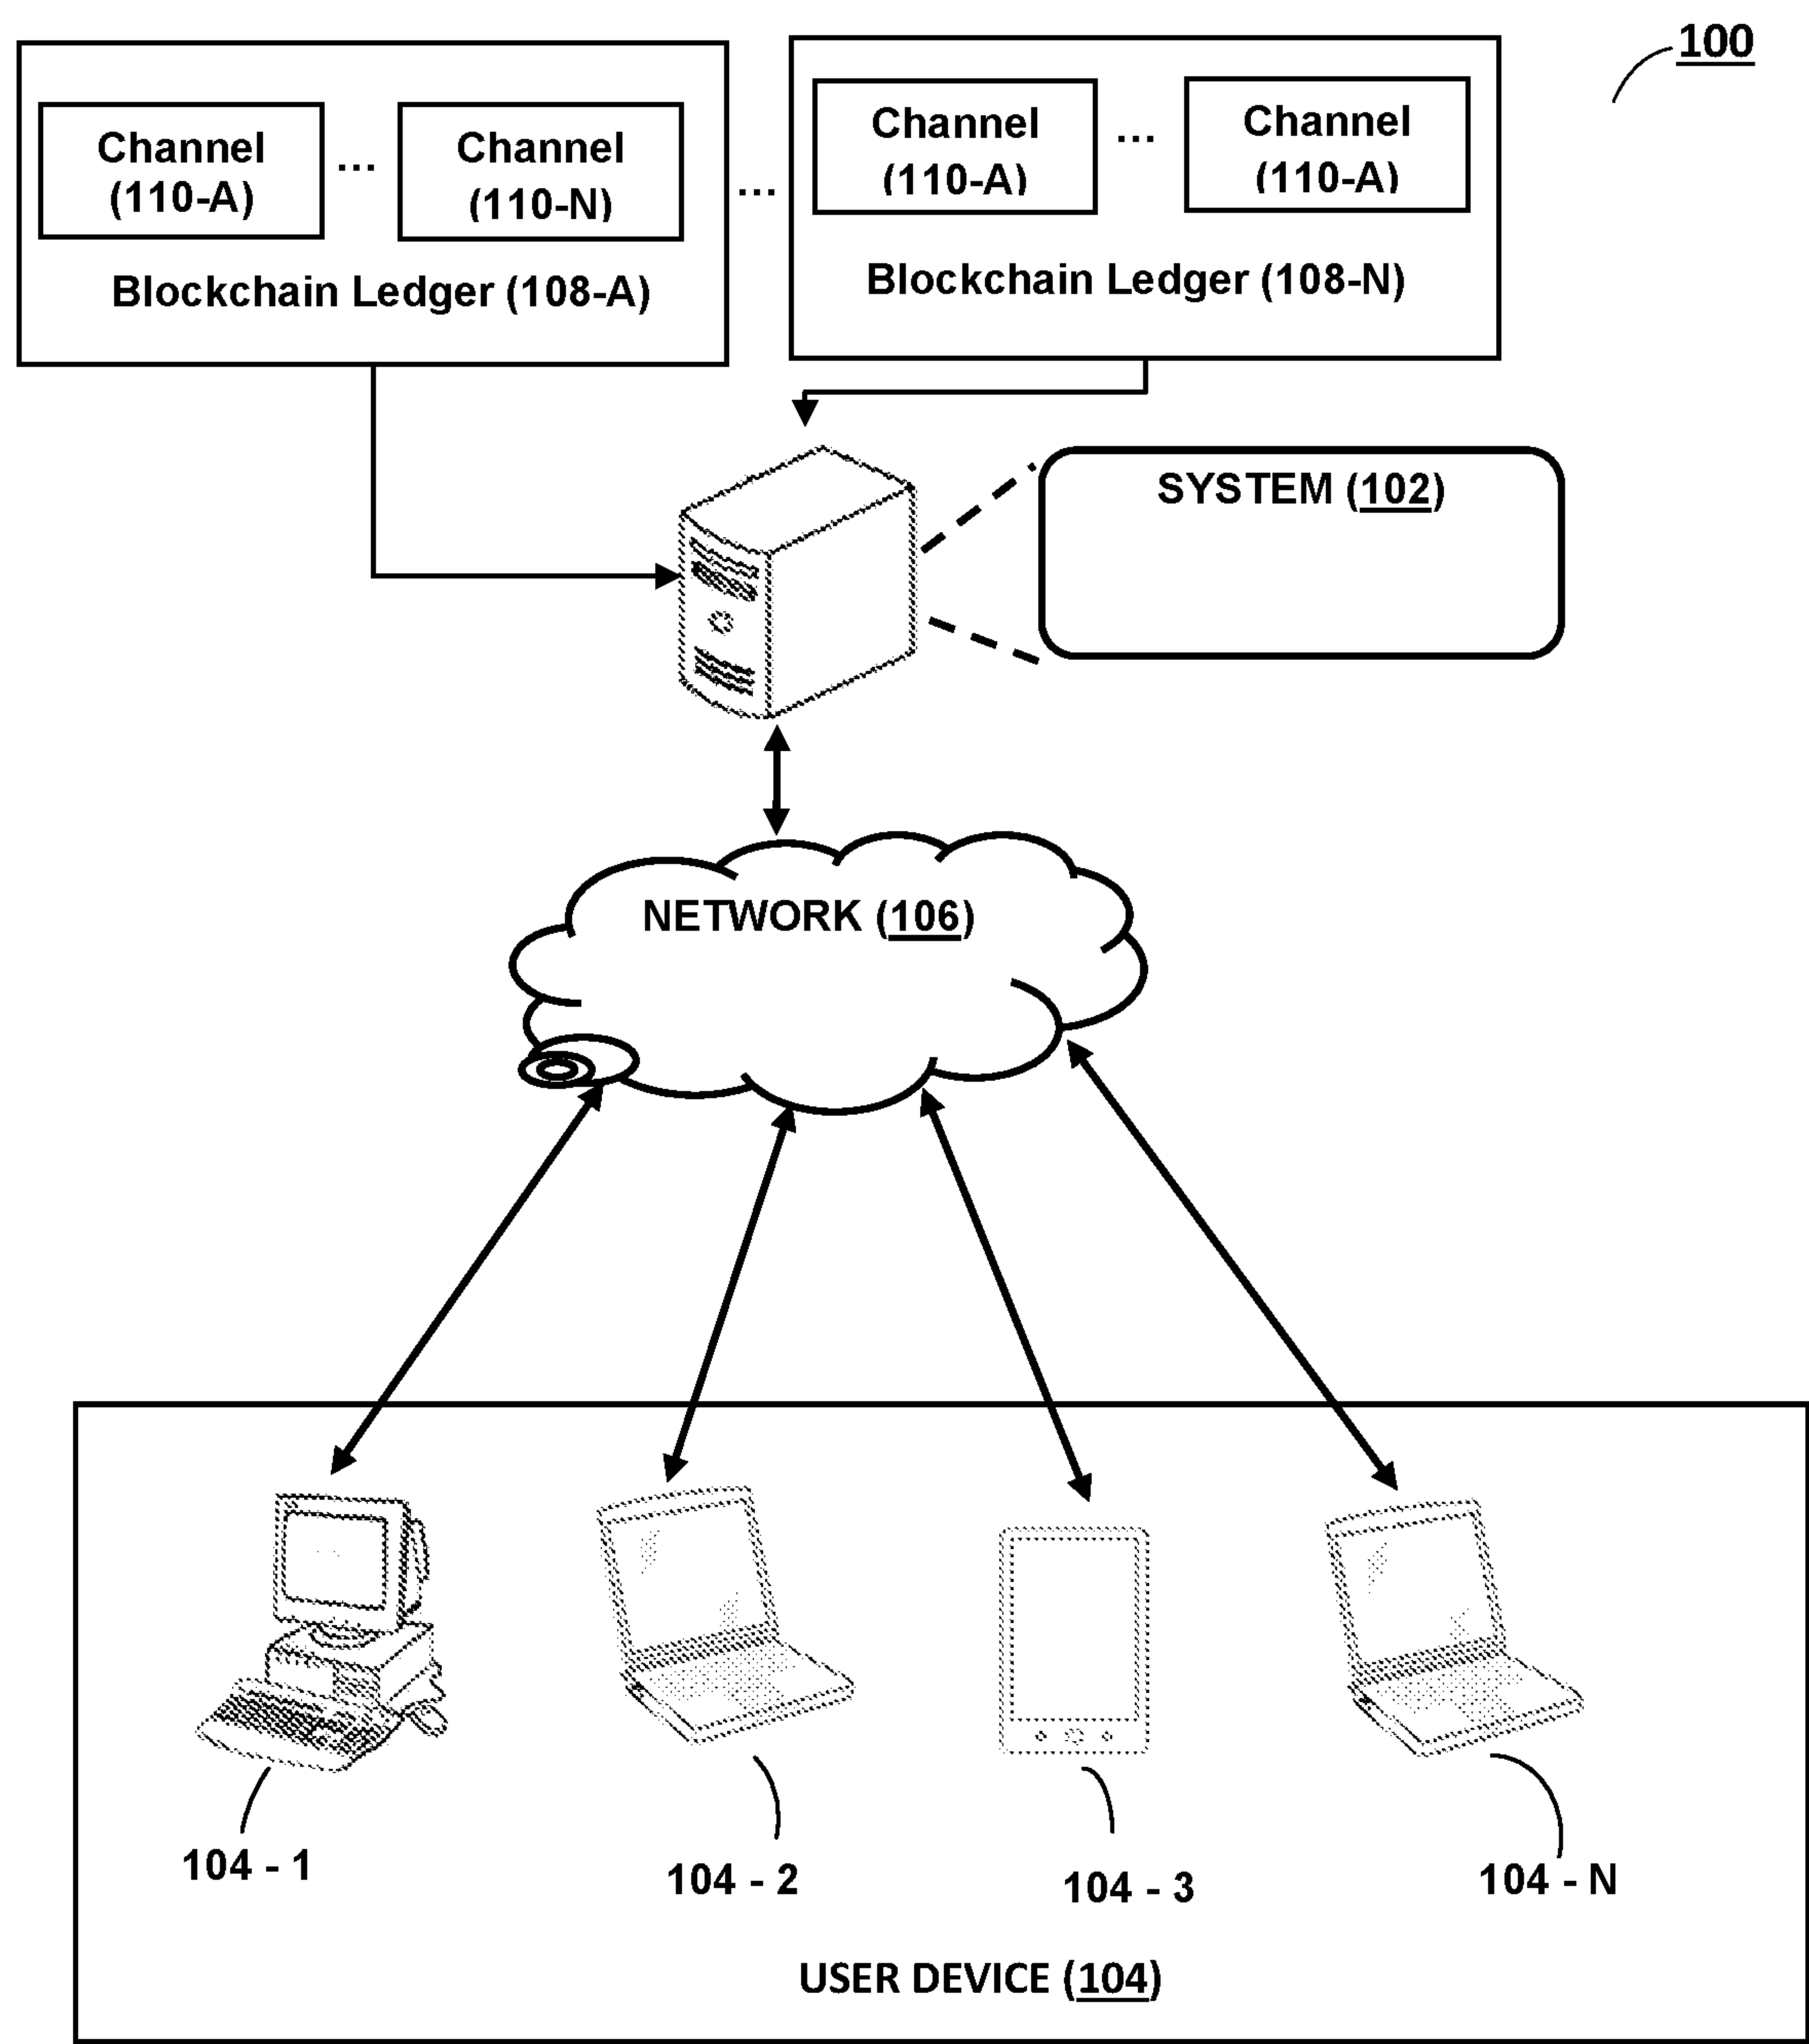 100
Channel
(110-A)
...
Channel
(110-N)
Blockchain Ledger (108-A)
...
Channel
(110-A)
...
Channel
(110-A)
Blockchain Ledger (108-N)
SYSTEM (102)
NETWORK (106)
104 - 1
104 - 2
104 - 3
104 - N
USER DEVICE (104)